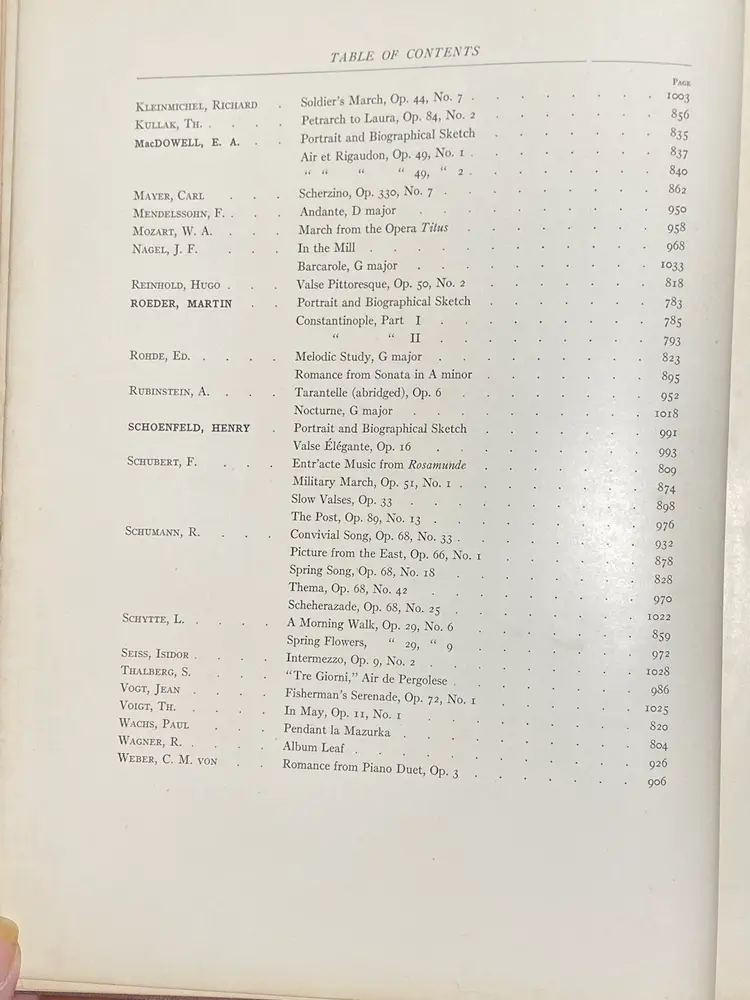 TABLE OF CONTENTS
PAGE
KLEINMICHEL, RICHARD . Soldier's March, Op. 44, No. 7 . . . . . . 1003
KULLAK, TH. . . . . Petrarch to Laura, Op. 84, No. 2 . . . . . 856
MACDOWELL, E. A. . . Portrait and Biographical Sketch . . . . . 835
Air et Rigaudon, Op. 49, No. 1 . . . . . . 837
" " " " 49, " 2 . . . . . . 840
MAYER, CARL . . . Scherzino, Op. 330, No. 7 . . . . . . 862
MENDELSSOHN, F. . . . Andante, D major . . . . . . . 950
MOZART, W. A. . . . March from the Opera Titus . . . . . . 958
NAGEL, J. F. . . . In the Mill . . . . . . . . 968
Barcarole, G major . . . . . . . 1033
REINHOLD, HUGO . . . Valse Pittoresque, Op. 50, No. 2 . . . . . 818
ROEDER, MARTIN . . Portrait and Biographical Sketch . . . . . 783
Constantinople, Part I . . . . . . . 785
" " II . . . . . . . 793
ROHDE, ED. . . . . Melodic Study, G major . . . . . . . 823
Romance from Sonata in A minor . . . . . 895
RUBINSTEIN, A. . . . Tarantelle (abridged), Op. 6 . . . . . . 952
Nocturne, G major . . . . . . . 1018
SCHOENFELD, HENRY . Portrait and Biographical Sketch . . . . . 991
Valse Élégante, Op. 16 . . . . . . . 993
SCHUBERT, F. . . . Entr'acte Music from Rosamunde . . . . . 809
Military March, Op. 51, No. 1 . . . . . . 874
Slow Valses, Op. 33 . . . . . . . 898
The Post, Op. 89, No. 13 . . . . . . . 976
SCHUMANN, R. . . . Convivial Song, Op. 68, No. 33 . . . . . . 932
Picture from the East, Op. 66, No. 1 . . . . . 878
Spring Song, Op. 68, No. 18 . . . . . . 828
Thema, Op. 68, No. 42 . . . . . . . 970
Scheherazade, Op. 68, No. 25 . . . . . . 1022
SCHYTTE, L. . . . . A Morning Walk, Op. 29, No. 6 . . . . . 859
Spring Flowers, " 29, " 9 . . . . . 972
SEISS, ISIDOR . . . . Intermezzo, Op. 9, No. 2 . . . . . . 1028
THALBERG, S. . . . "Tre Giorni," Air de Pergolese . . . . . . 986
VOGT, JEAN . . . . Fisherman's Serenade, Op. 72, No. 1 . . . . . 1025
VOIGT, TH. . . . . In May, Op. 11, No. 1 . . . . . . . 820
WACHS, PAUL . . . Pendant la Mazurka . . . . . . . 804
WAGNER, R. . . . . Album Leaf . . . . . . . . 926
WEBER, C. M. VON . . Romance from Piano Duet, Op. 3 . . . . . 906